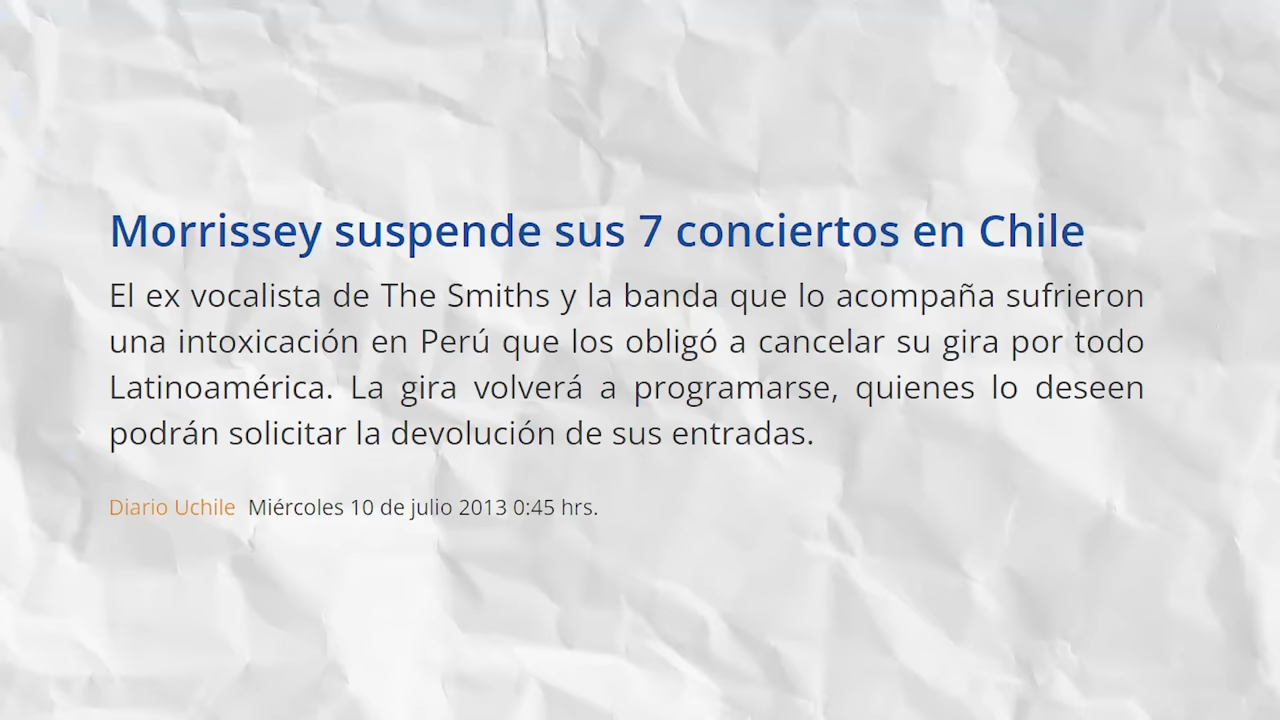 Morrissey suspende sus 7 conciertos en Chile
El ex vocalista de The Smiths y la banda que lo acompaña sufrieron
una intoxicación en Perú que los obligó a cancelar su gira por todo
Latinoamérica. La gira volverá a programarse, quienes lo deseen
podrán solicitar la devolución de sus entradas.
Diario Uchile Miércoles 10 de julio 2013 0:45 hrs.